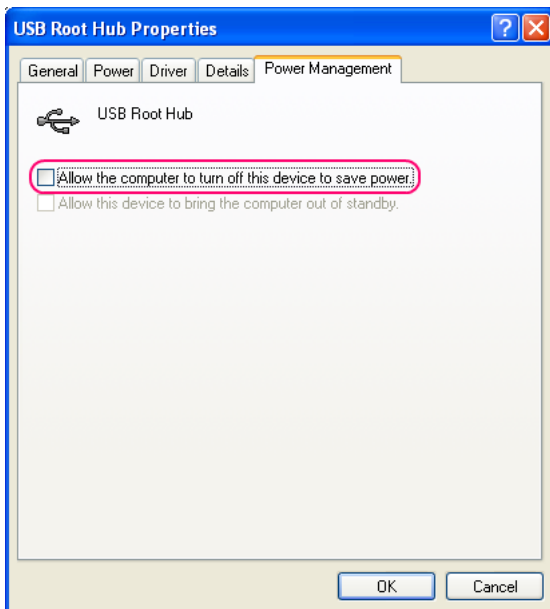 USB Root Hub Properties
General Power Driver Details Power Management
USB Root Hub
Allow the computer to turn off this device to save power.
Allow this device to bring the computer out of standby.
OK Cancel